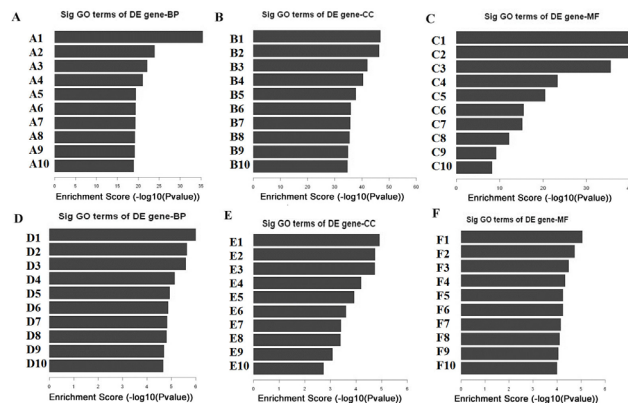 A
Sig GO terms of DE gene-BP
A1
A2
A3
A4
A5
A6
A7
A8
A9
A10
0 5 10 15 20 25 30 35
Enrichment Score (-log10(Pvalue))
B
Sig GO terms of DE gene-CC
B1
B2
B3
B4
B5
B6
B7
B8
B9
B10
0 10 20 30 40 50 60
Enrichment Score (-log10(Pvalue))
C
Sig GO terms of DE gene-MF
C1
C2
C3
C4
C5
C6
C7
C8
C9
C10
0 10 20 30 40
Enrichment Score (-log10(Pvalue))
D
Sig GO terms of DE gene-BP
D1
D2
D3
D4
D5
D6
D7
D8
D9
D10
0 1 2 3 4 5 6
Enrichment Score (-log10(Pvalue))
E
Sig GO terms of DE gene-CC
E1
E2
E3
E4
E5
E6
E7
E8
E9
E10
0 1 2 3 4 5 6
Enrichment Score (-log10(Pvalue))
F
Sig GO terms of DE gene-MF
F1
F2
F3
F4
F5
F6
F7
F8
F9
F10
0 1 2 3 4 5 6
Enrichment Score (-log10(Pvalue))